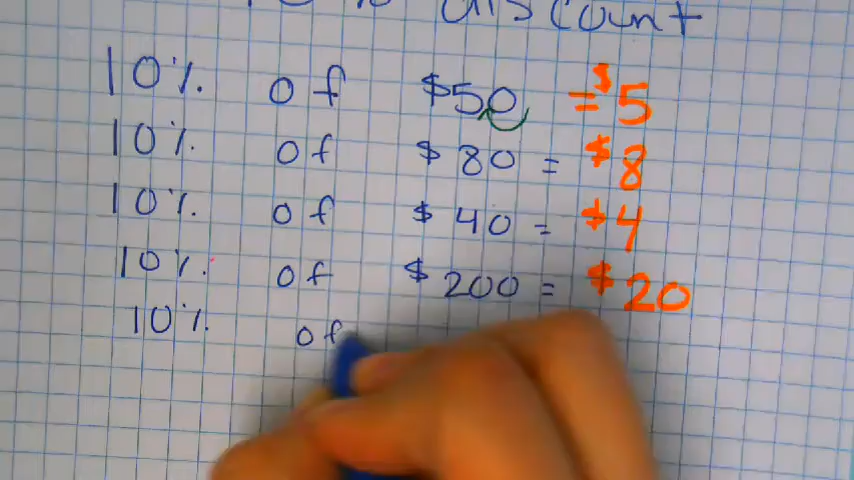 discount
10% of $50 = $5
10% of $80 = $8
10% of $40 = $4
10% of $200 = $20
10% of